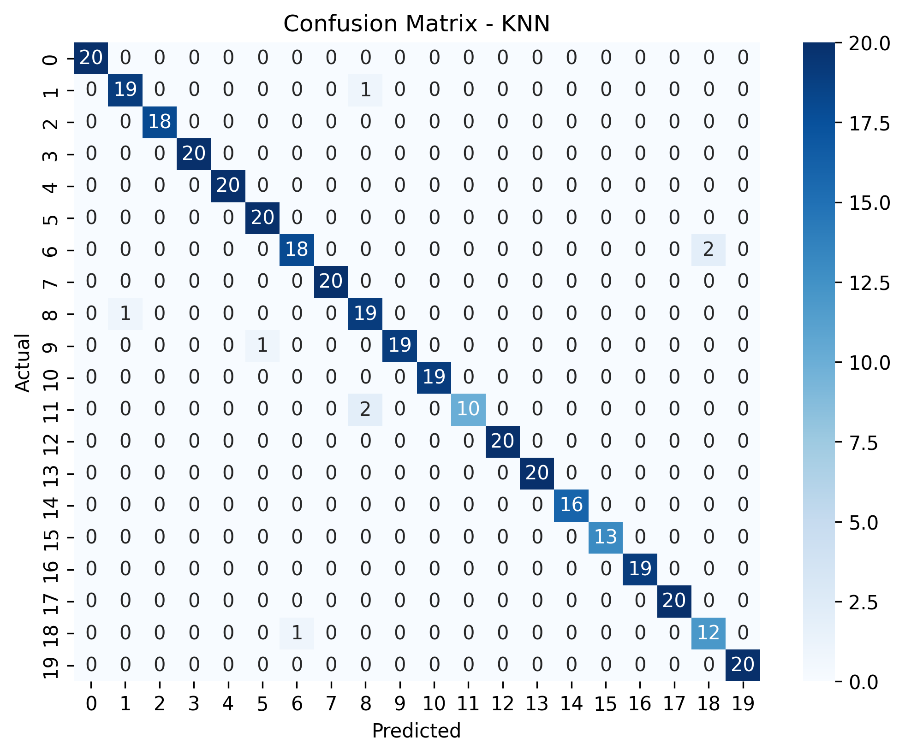 Confusion Matrix - KNN
0 20 0 0 0 0 0 0 0 0 0 0 0 0 0 0 0 0 0 0 0
1 0 19 0 0 0 0 0 0 1 0 0 0 0 0 0 0 0 0 0 0
2 0 0 18 0 0 0 0 0 0 0 0 0 0 0 0 0 0 0 0 0
3 0 0 0 20 0 0 0 0 0 0 0 0 0 0 0 0 0 0 0 0
4 0 0 0 0 20 0 0 0 0 0 0 0 0 0 0 0 0 0 0 0
5 0 0 0 0 0 20 0 0 0 0 0 0 0 0 0 0 0 0 0 0
6 0 0 0 0 0 0 18 0 0 0 0 0 0 0 0 0 0 0 2 0
7 0 0 0 0 0 0 0 20 0 0 0 0 0 0 0 0 0 0 0 0
8 0 1 0 0 0 0 0 0 19 0 0 0 0 0 0 0 0 0 0 0
9 0 0 0 0 0 1 0 0 0 19 0 0 0 0 0 0 0 0 0 0
10 0 0 0 0 0 0 0 0 0 0 19 0 0 0 0 0 0 0 0 0
11 0 0 0 0 0 0 0 0 2 0 0 10 0 0 0 0 0 0 0 0
12 0 0 0 0 0 0 0 0 0 0 0 0 20 0 0 0 0 0 0 0
13 0 0 0 0 0 0 0 0 0 0 0 0 0 20 0 0 0 0 0 0
14 0 0 0 0 0 0 0 0 0 0 0 0 0 0 16 0 0 0 0 0
15 0 0 0 0 0 0 0 0 0 0 0 0 0 0 0 13 0 0 0 0
16 0 0 0 0 0 0 0 0 0 0 0 0 0 0 0 0 19 0 0 0
17 0 0 0 0 0 0 0 0 0 0 0 0 0 0 0 0 0 20 0 0
18 0 0 0 0 0 0 1 0 0 0 0 0 0 0 0 0 0 0 12 0
19 0 0 0 0 0 0 0 0 0 0 0 0 0 0 0 0 0 0 0 20
0 1 2 3 4 5 6 7 8 9 10 11 12 13 14 15 16 17 18 19
Predicted
Actual
20.0
17.5
15.0
12.5
10.0
7.5
5.0
2.5
0.0